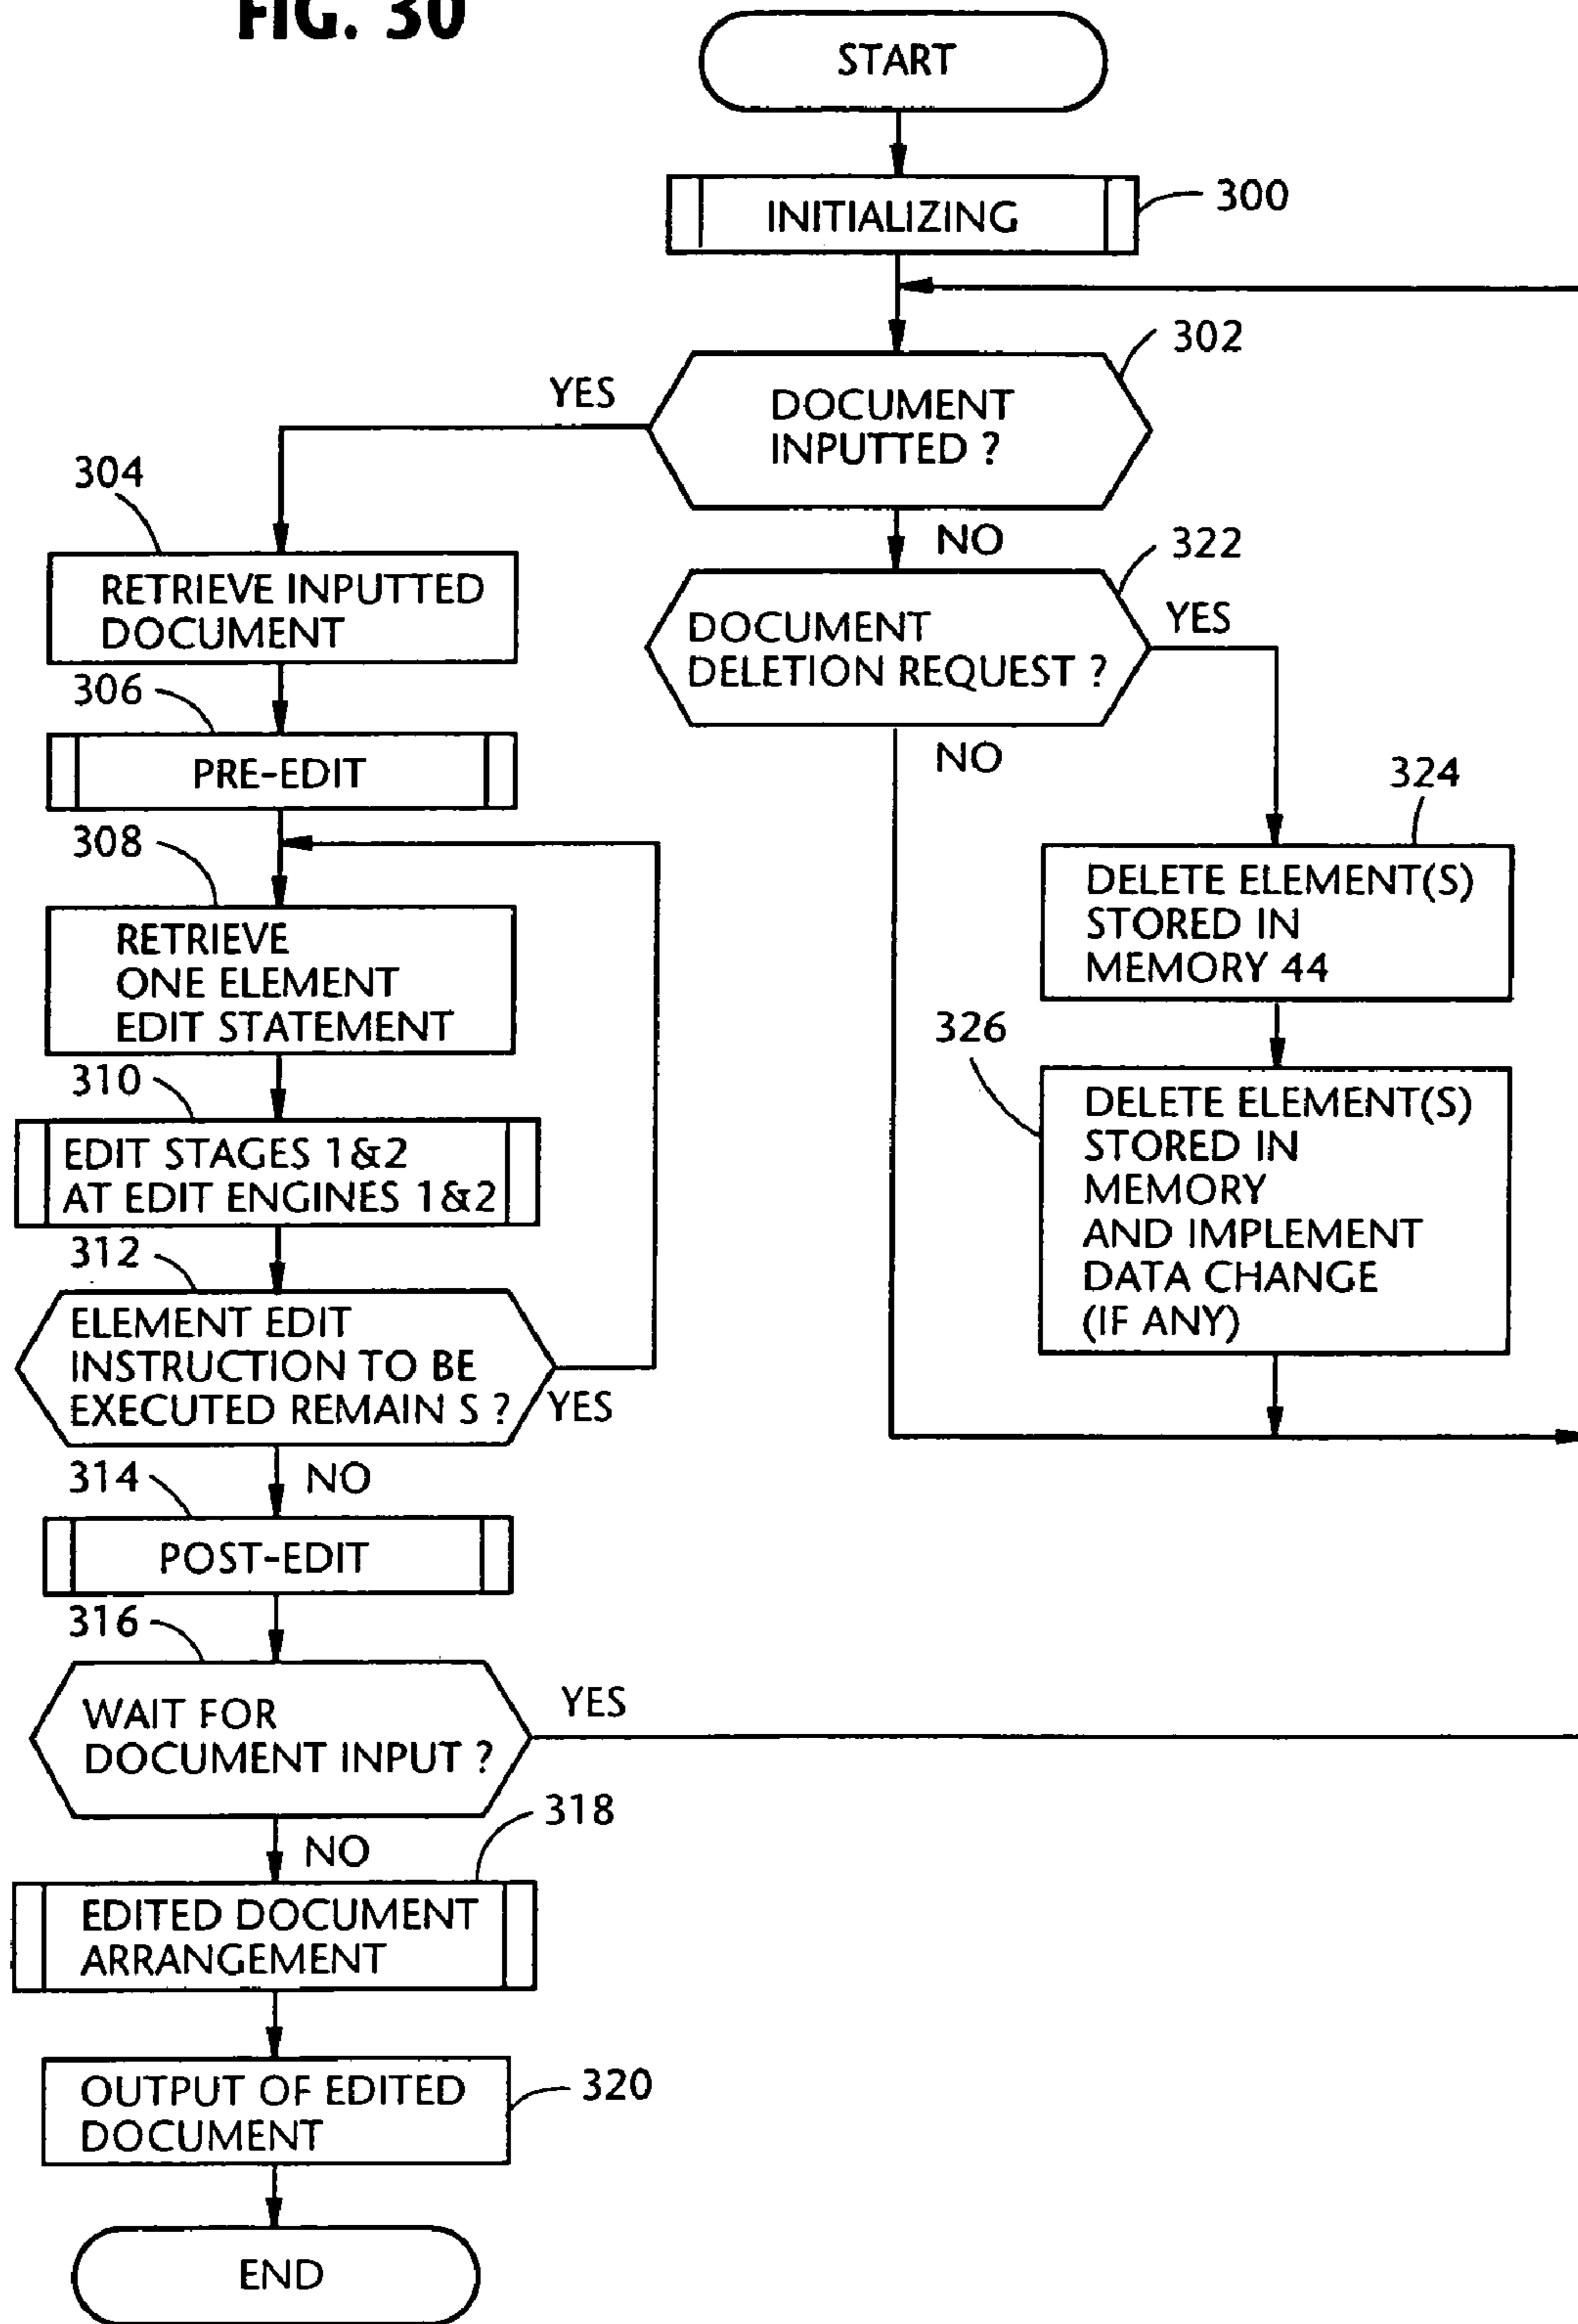 FIG. 30
START
INITIALIZING
300
302
DOCUMENT
INPUTTED ?
YES
NO
304
RETRIEVE INPUTTED
DOCUMENT
306
PRE-EDIT
308
RETRIEVE
ONE ELEMENT
EDIT STATEMENT
310
EDIT STAGES 1&2
AT EDIT ENGINES 1&2
312
ELEMENT EDIT
INSTRUCTION TO BE
EXECUTED REMAIN S ?
YES
NO
314
POST-EDIT
316
WAIT FOR
DOCUMENT INPUT ?
YES
NO
318
EDITED DOCUMENT
ARRANGEMENT
OUTPUT OF EDITED
DOCUMENT
320
END
322
DOCUMENT
DELETION REQUEST ?
YES
NO
324
DELETE ELEMENT(S)
STORED IN
MEMORY 44
326
DELETE ELEMENT(S)
STORED IN
MEMORY
AND IMPLEMENT
DATA CHANGE
(IF ANY)